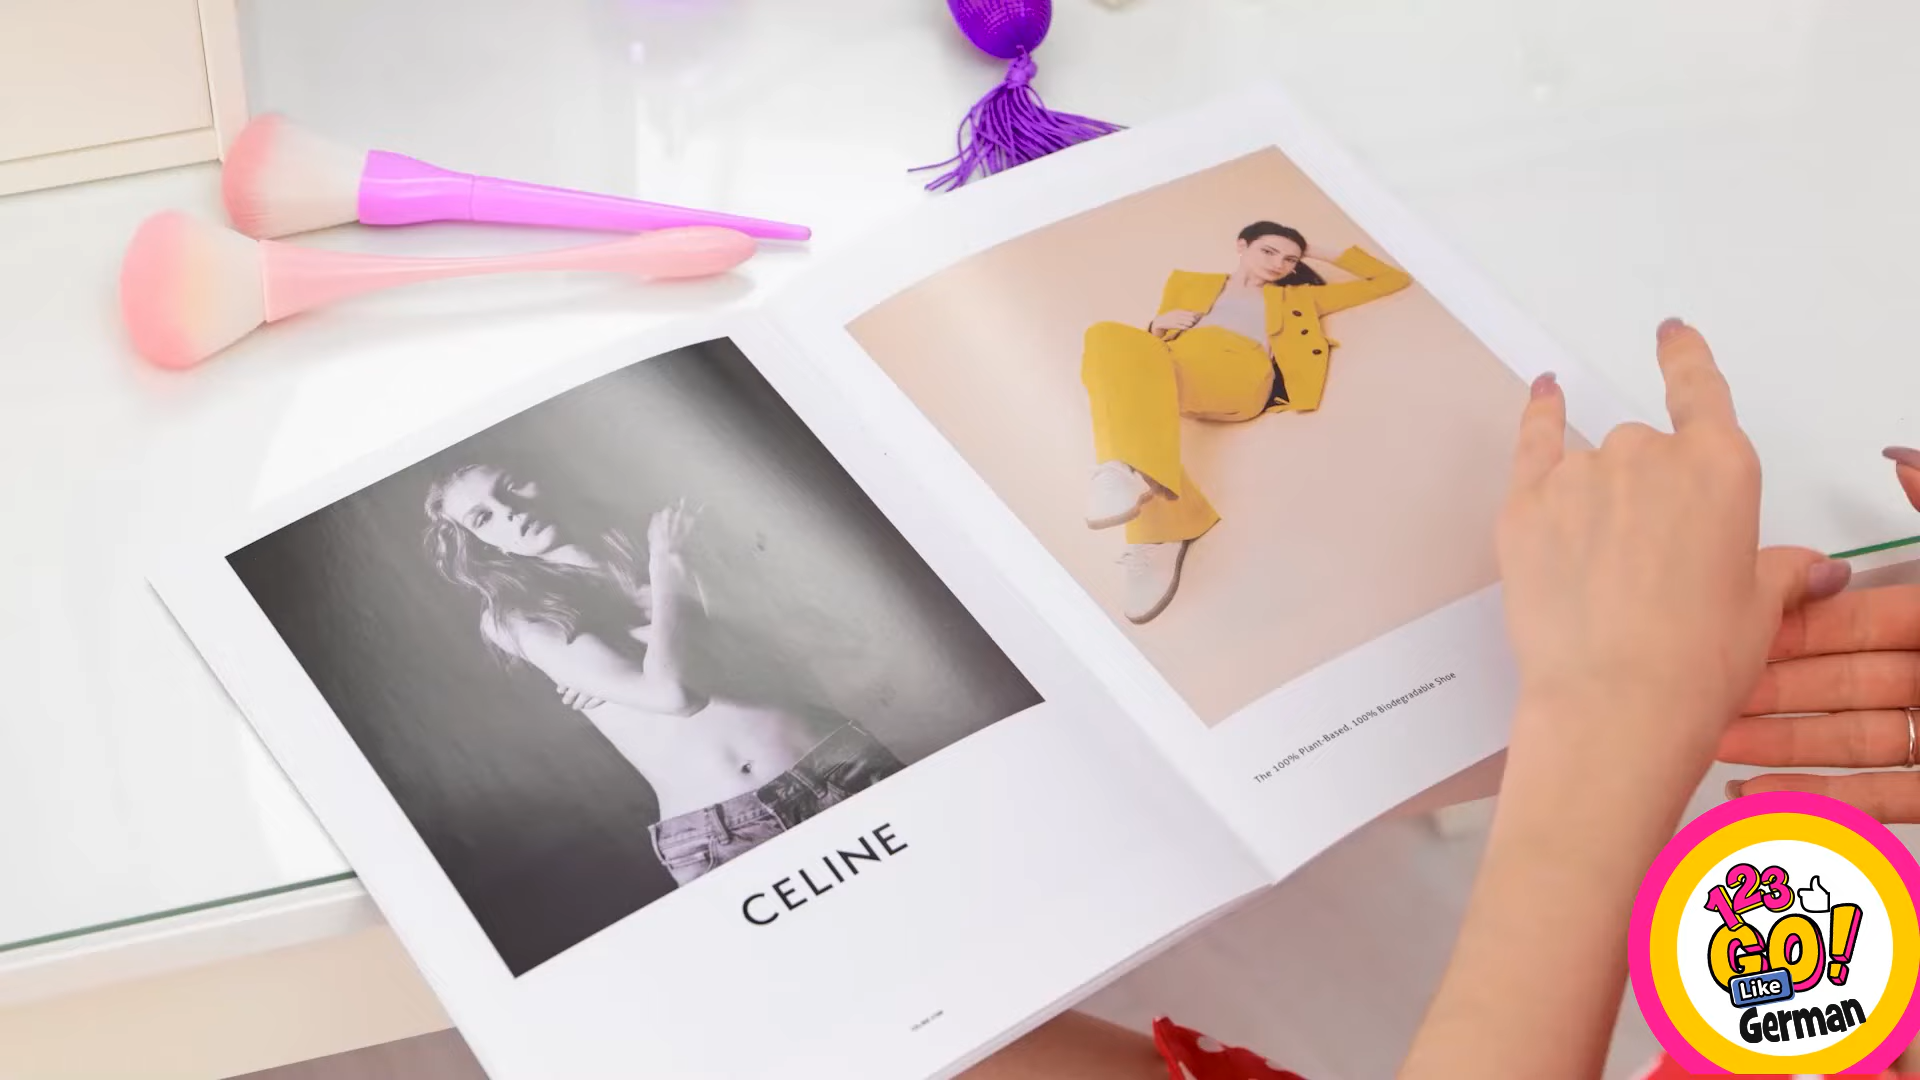 CELINE
The 100% Plant-Based, 100% Biodegradable Shoe
123
GO!
Like
German